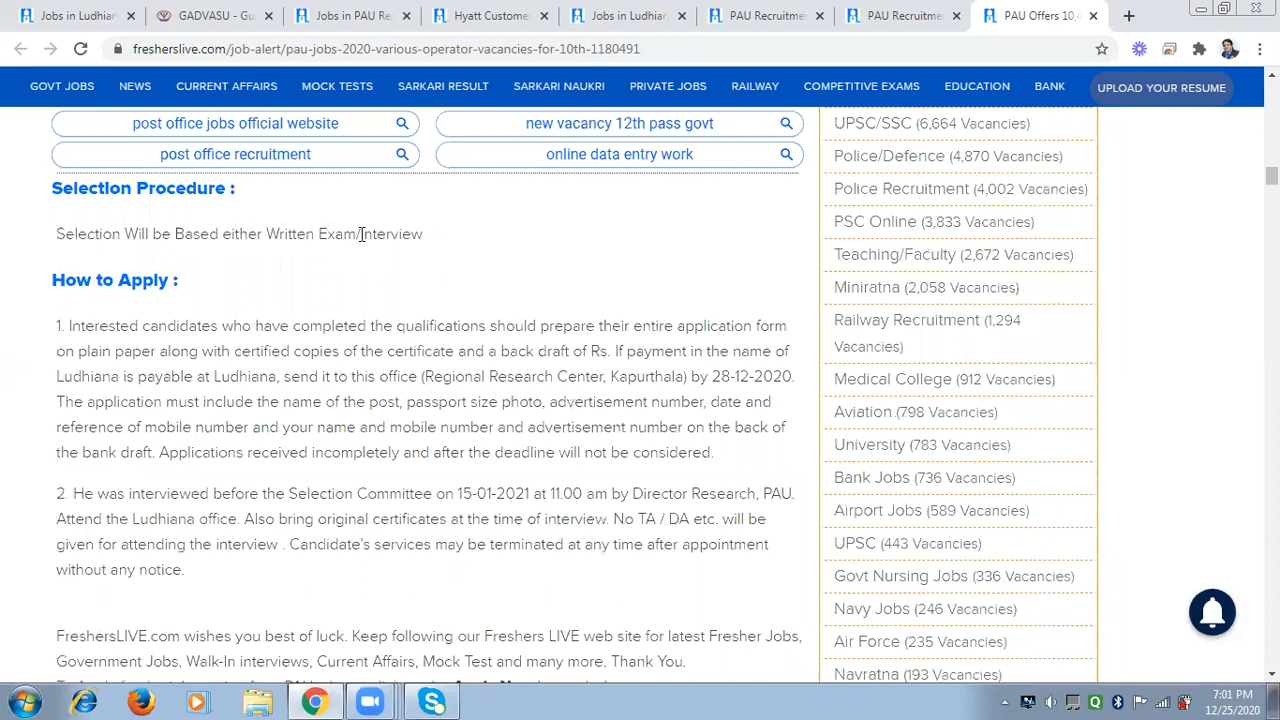 Jobs in Ludhian
GADVASU - Gu
Jobs in PAU Re
Hyatt Custome
Jobs in Ludhian
PAU Recruitme
PAU Recruitme
PAU Offers 10,4
fresherslive.com/job-alert/pau-jobs-2020-various-operator-vacancies-for-10th-1180491
GOVT JOBS NEWS CURRENT AFFAIRS MOCK TESTS SARKARI RESULT SARKARI NAUKRI PRIVATE JOBS RAILWAY COMPETITIVE EXAMS EDUCATION BANK UPLOAD YOUR RESUME
post office jobs official website
new vacancy 12th pass govt
post office recruitment
online data entry work
Selection Procedure :
Selection Will be Based either Written Exam/Interview
How to Apply :
1. Interested candidates who have completed the qualifications should prepare their entire application form
on plain paper along with certified copies of the certificate and a back draft of Rs. If payment in the name of
Ludhiana is payable at Ludhiana, send it to this office (Regional Research Center, Kapurthala) by 28-12-2020.
The application must include the name of the post, passport size photo, advertisement number, date and
reference of mobile number and your name and mobile number and advertisement number on the back of
the bank draft. Applications received incompletely and after the deadline will not be considered.
2. He was interviewed before the Selection Committee on 15-01-2021 at 11.00 am by Director Research, PAU.
Attend the Ludhiana office. Also bring original certificates at the time of interview. No TA / DA etc. will be
given for attending the interview . Candidate's services may be terminated at any time after appointment
without any notice.
FreshersLIVE.com wishes you best of luck. Keep following our Freshers LIVE web site for latest Fresher Jobs,
Government Jobs, Walk-In interviews, Current Affairs, Mock Test and many more. Thank You.
UPSC/SSC (6,664 Vacancies)
Police/Defence (4,870 Vacancies)
Police Recruitment (4,002 Vacancies)
PSC Online (3,833 Vacancies)
Teaching/Faculty (2,672 Vacancies)
Miniratna (2,058 Vacancies)
Railway Recruitment (1,294
Vacancies)
Medical College (912 Vacancies)
Aviation (798 Vacancies)
University (783 Vacancies)
Bank Jobs (736 Vacancies)
Airport Jobs (589 Vacancies)
UPSC (443 Vacancies)
Govt Nursing Jobs (336 Vacancies)
Navy Jobs (246 Vacancies)
Air Force (235 Vacancies)
Navratna (193 Vacancies)
7:01 PM
12/25/2020